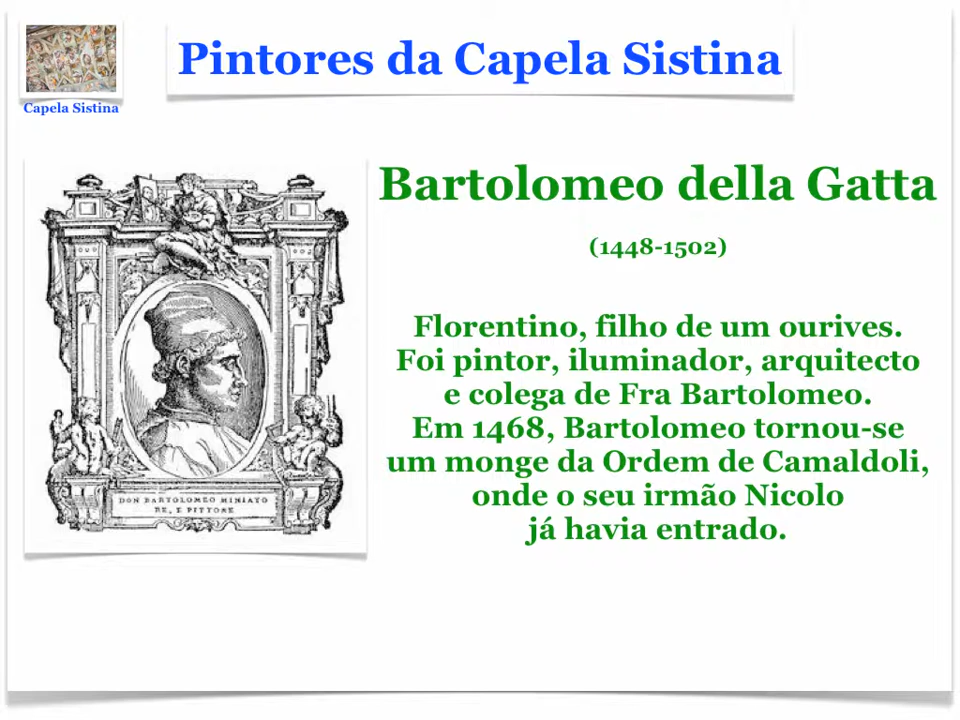 Pintores da Capela Sistina
Capela Sistina
Bartolomeo della Gatta
(1448-1502)
Florentino, filho de um ourives.
Foi pintor, iluminador, arquitecto
e colega de Fra Bartolomeo.
Em 1468, Bartolomeo tornou-se
um monge da Ordem de Camaldoli,
onde o seu irmão Nicolo
já havia entrado.
DON BARTOLOMEO MINIATO
RE, E PITTORE